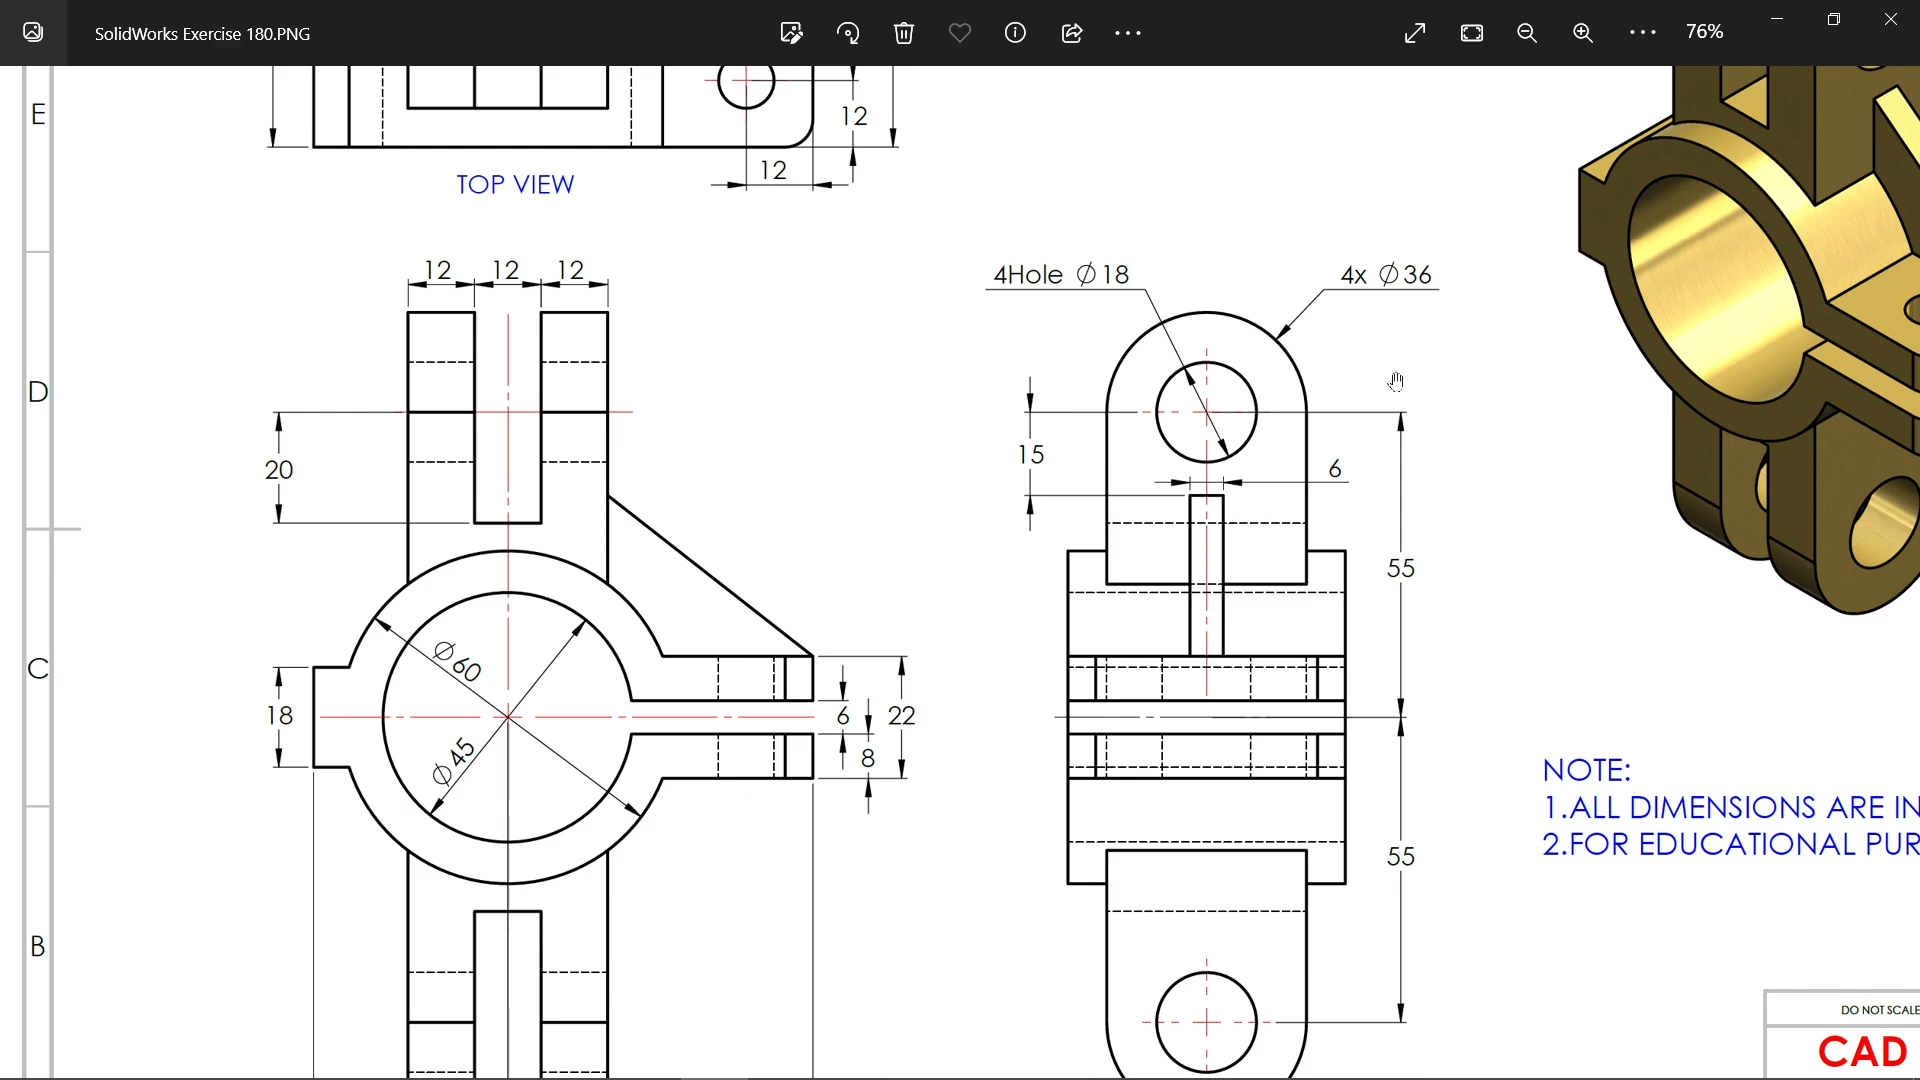 SolidWorks Exercise 180.PNG
76%
E
12
12
TOP VIEW
12 12 12
4Hole ∅18
4x ∅36
D
20
15
6
55
C
∅60
18
∅45
6
22
8
55
NOTE:
1.ALL DIMENSIONS ARE IN
2.FOR EDUCATIONAL PUR
B
DO NOT SCALE
CAD